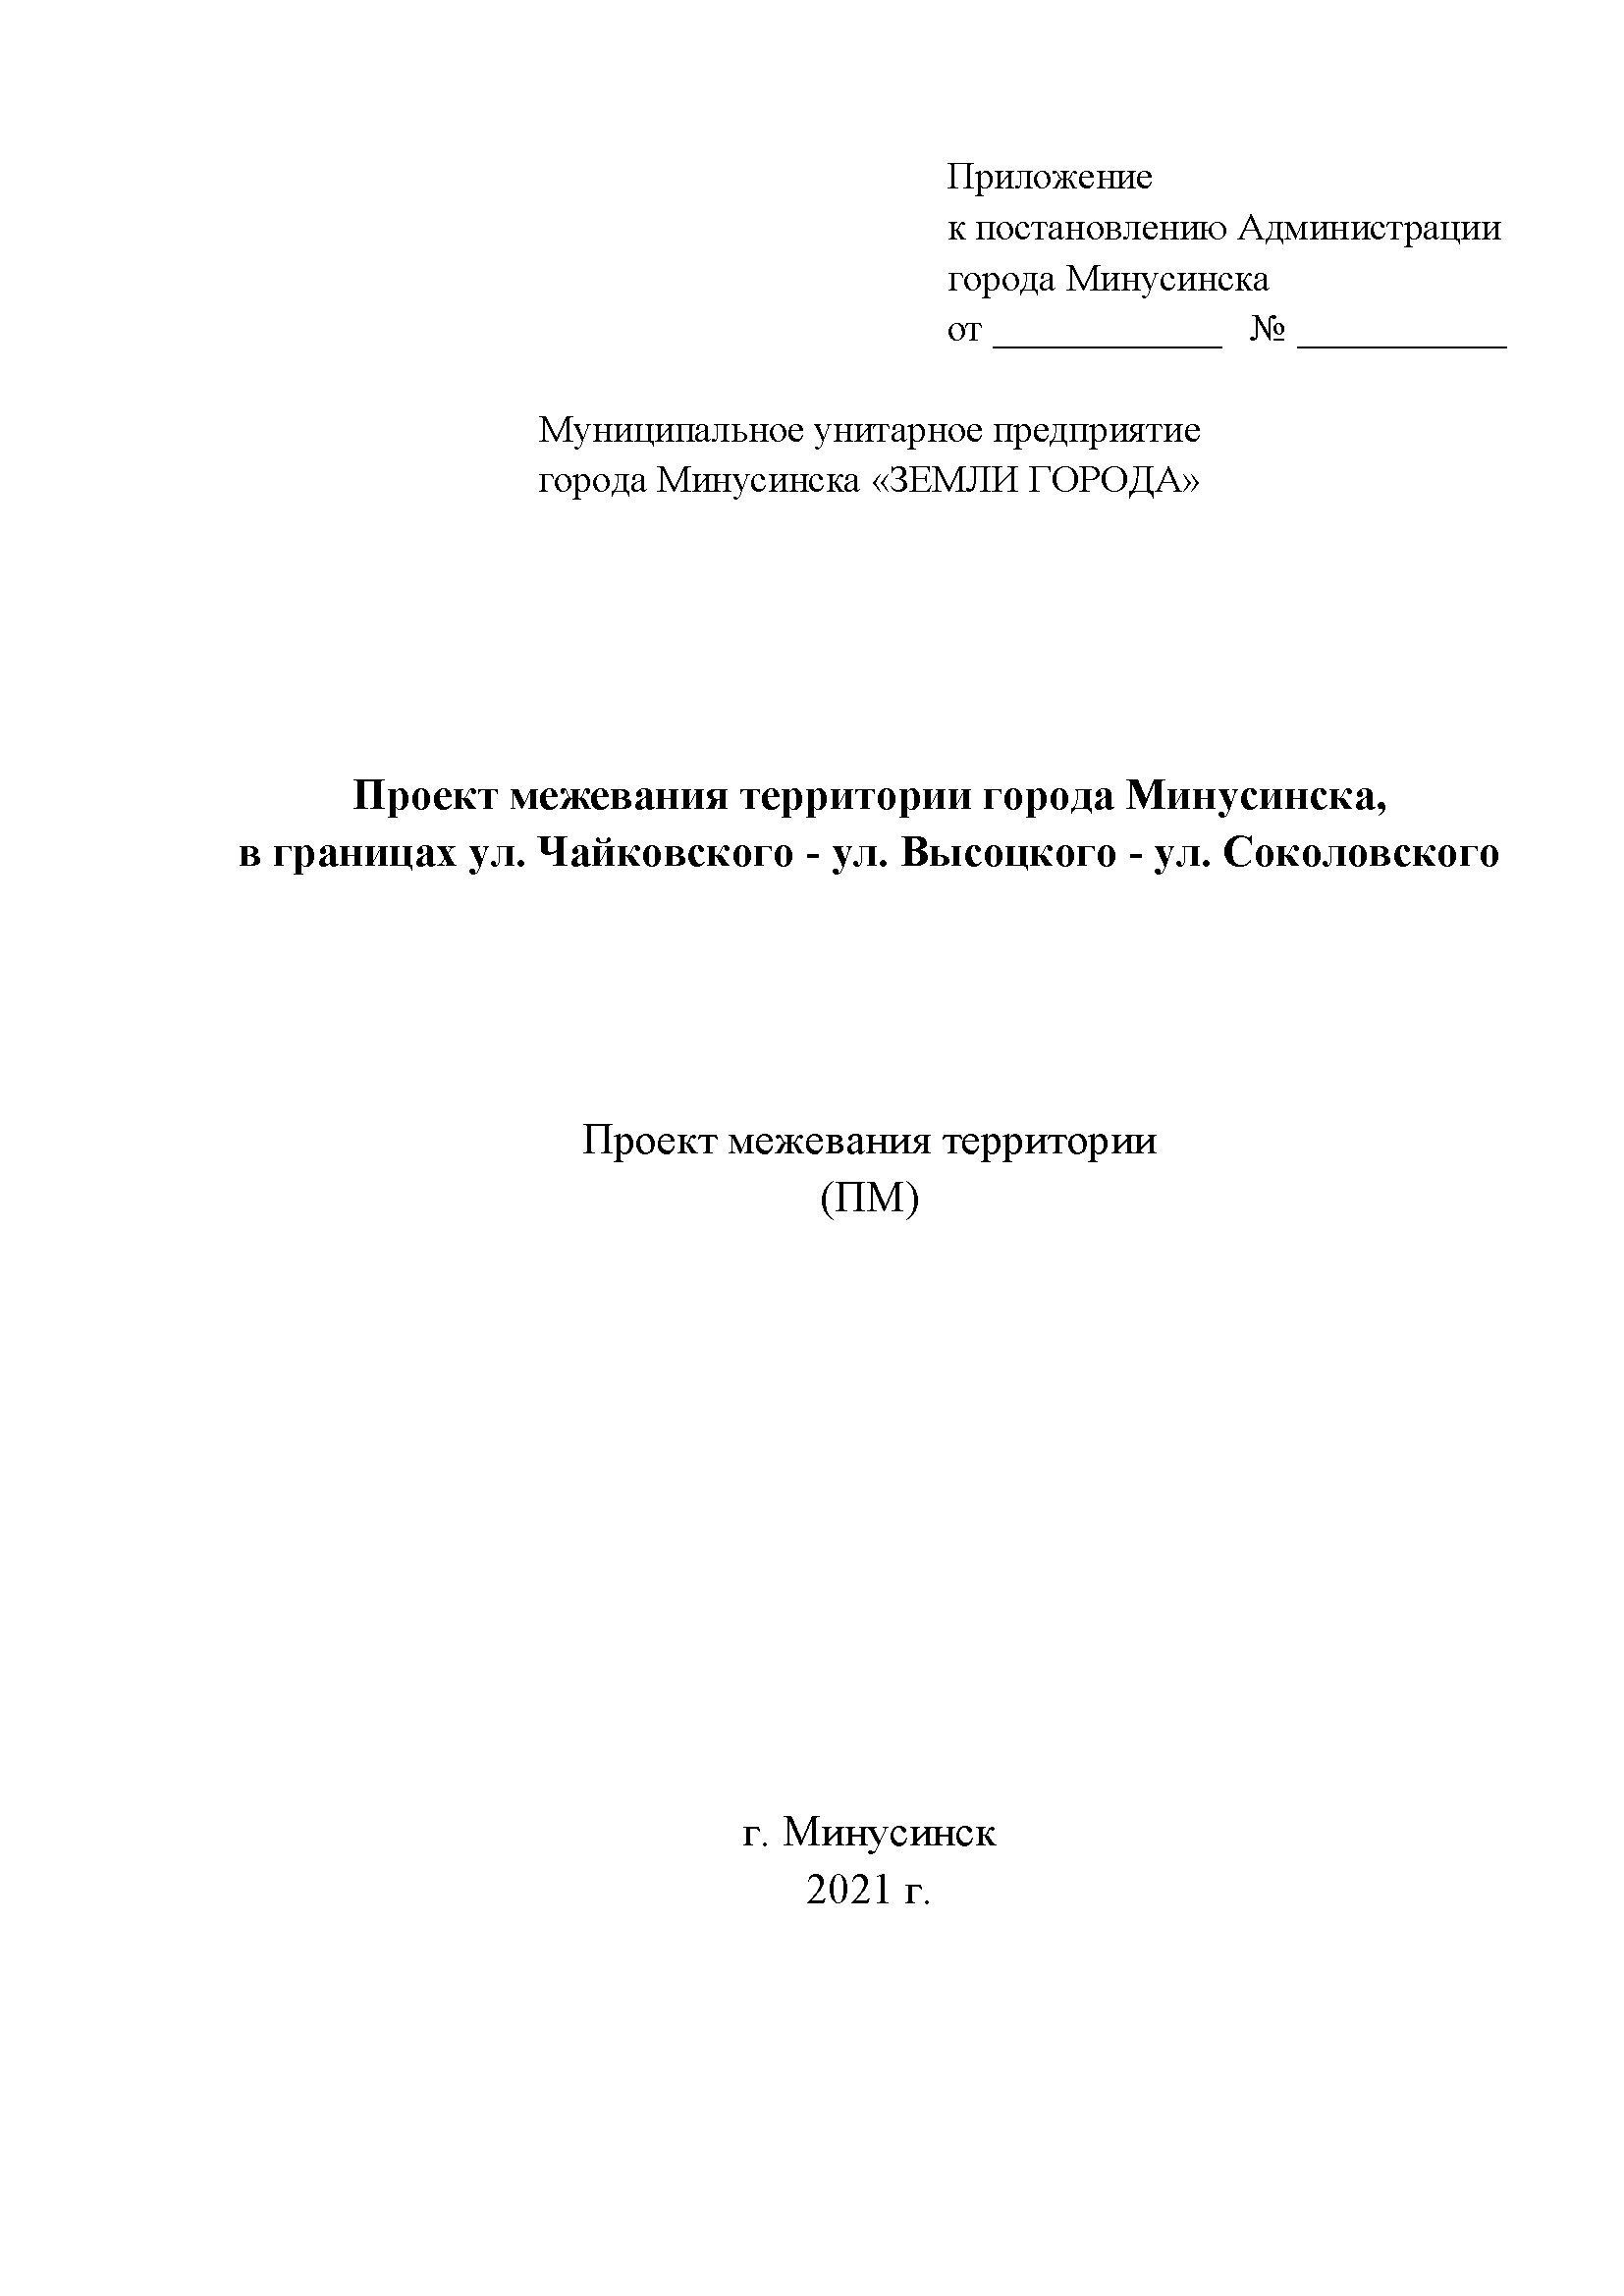 Приложение
к постановлению Администрации
города Минусинска
от ____________ № ___________
Муниципальное унитарное предприятие
города Минусинска «ЗЕМЛИ ГОРОДА»
Проект межевания территории города Минусинска,
в границах ул. Чайковского - ул. Высоцкого - ул. Соколовского
Проект межевания территории
(ПМ)
г. Минусинск
2021 г.